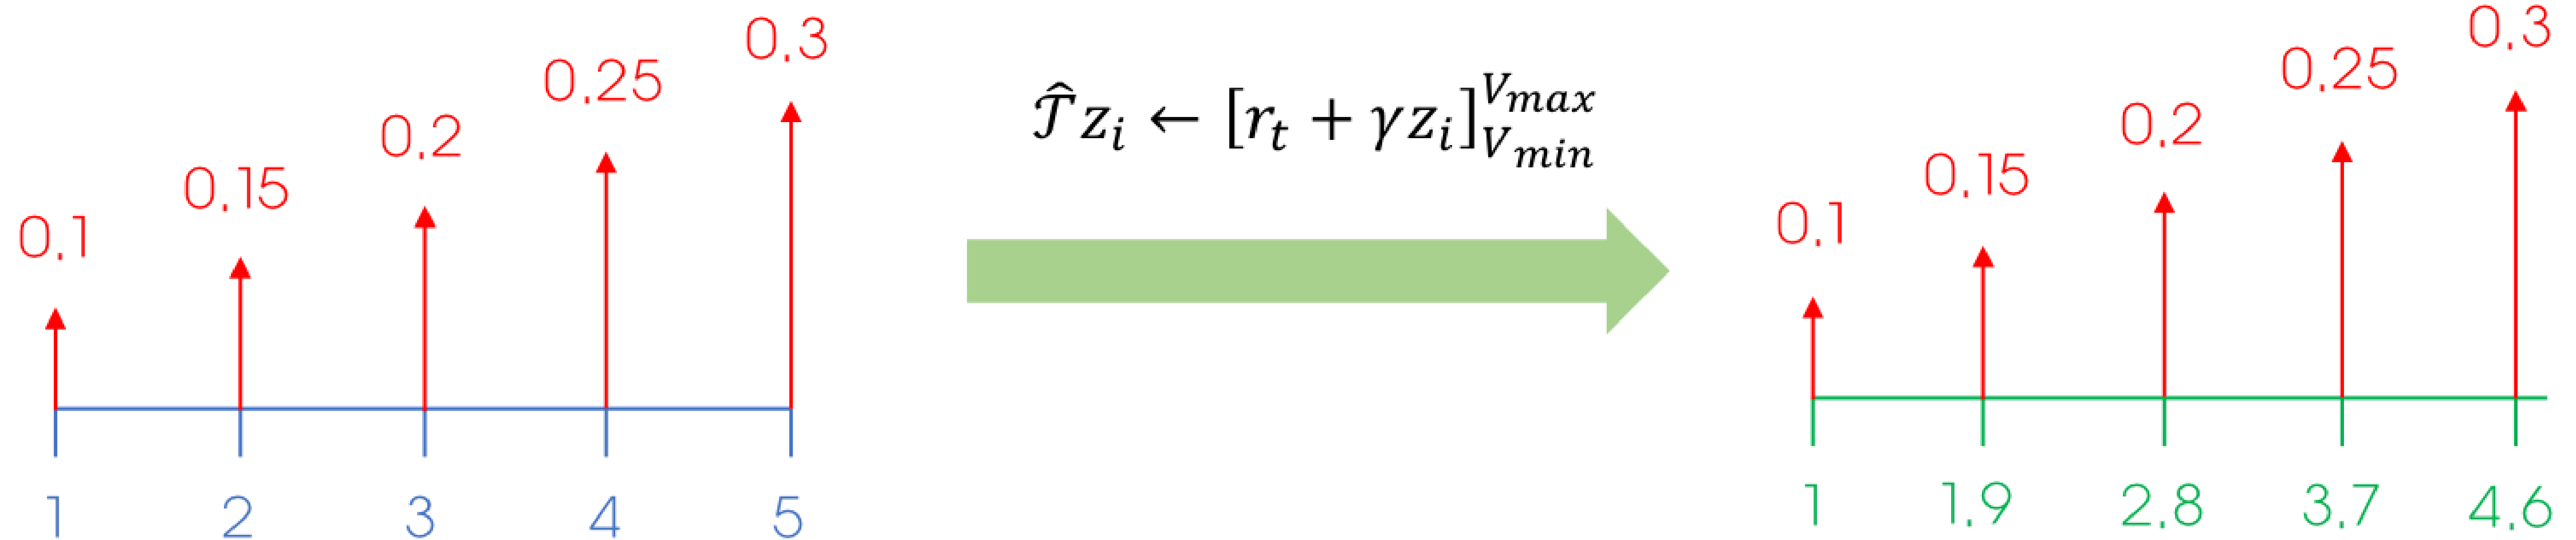 0,1 0,15 0,2 0,25 0,3
1 2 3 4 5
𝒯̂z_i ← [r_t + γz_i]_{V_min}^{V_max}
0,1 0,15 0,2 0,25 0,3
1 1,9 2,8 3,7 4,6